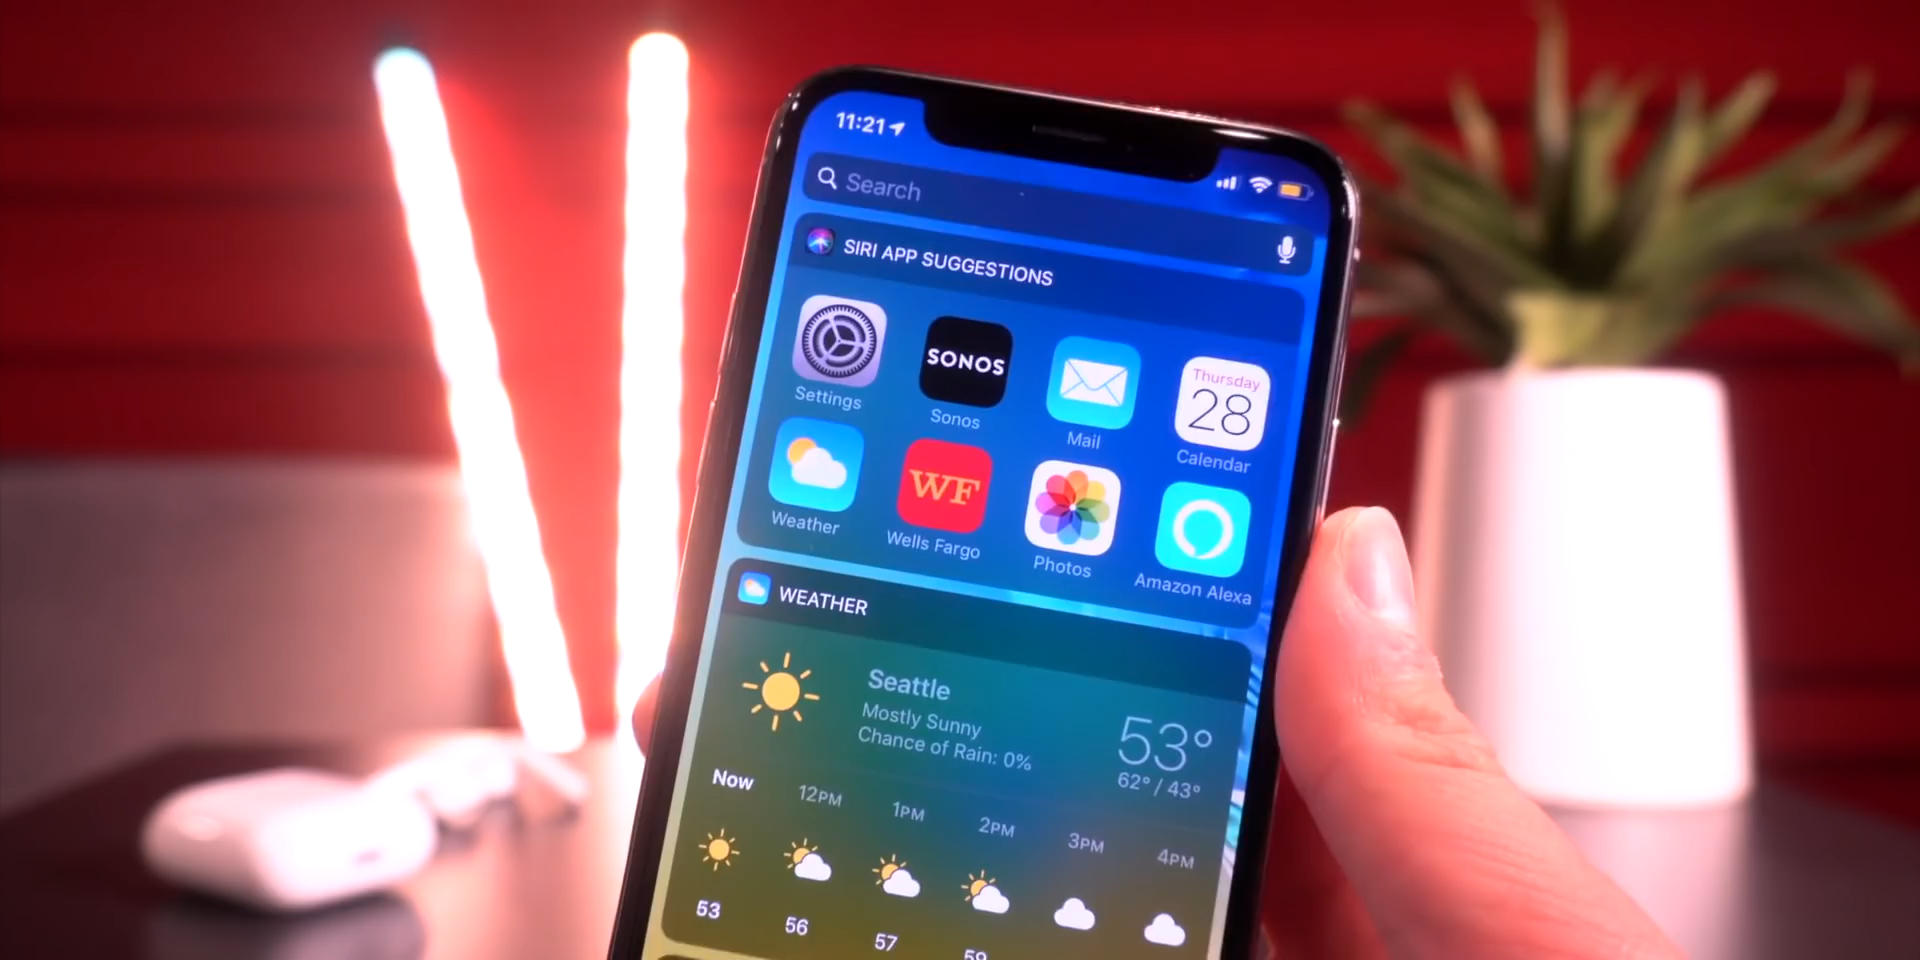 11:21
Search
SIRI APP SUGGESTIONS
SONOS
Thursday
28
Settings
Sonos
Mail
Calendar
WF
Weather
Wells Fargo
Photos
Amazon Alexa
WEATHER
Seattle
Mostly Sunny
Chance of Rain: 0%
53°
62° / 43°
Now 12PM 1PM 2PM 3PM 4PM
53 56 57 59